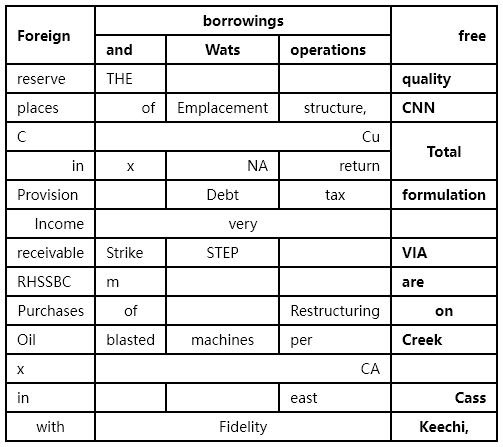 Foreign borrowings free
and Wats operations
reserve THE quality
places of Emplacement structure, CNN
C Cu Total
in x NA return
Provision Debt tax formulation
Income very
receivable Strike STEP VIA
RHSSBC m are
Purchases of Restructuring on
Oil blasted machines per Creek
x CA
in east Cass
with Fidelity Keechi,